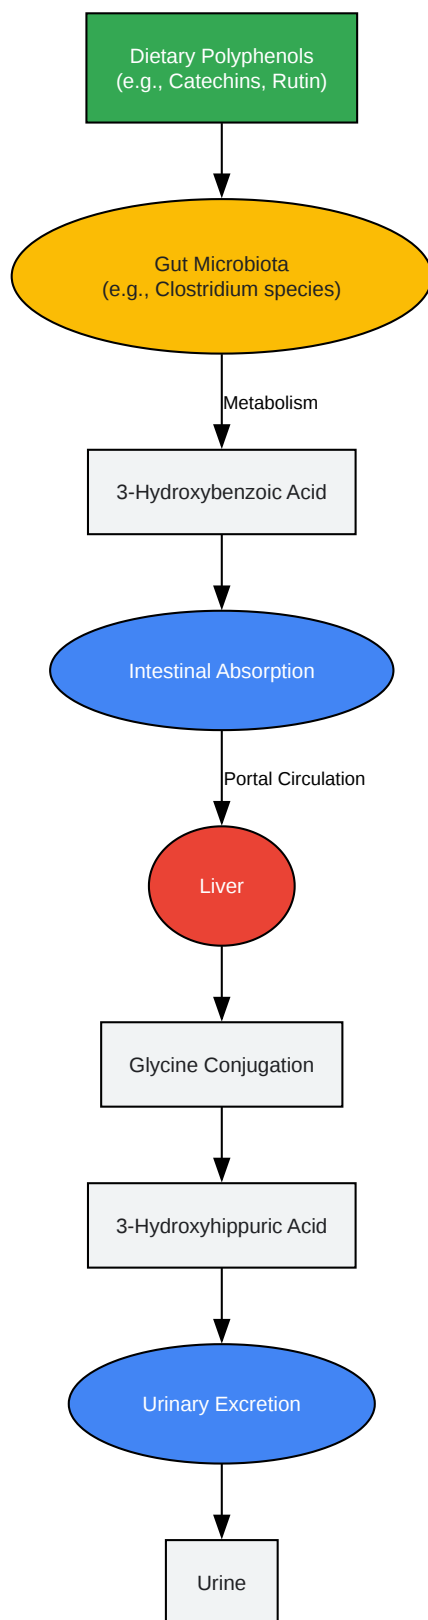 Dietary Polyphenols
(e.g., Catechins, Rutin)
Gut Microbiota
(e.g., Clostridium species)
Metabolism
3-Hydroxybenzoic Acid
Intestinal Absorption
Portal Circulation
Liver
Glycine Conjugation
3-Hydroxyhippuric Acid
Urinary Excretion
Urine